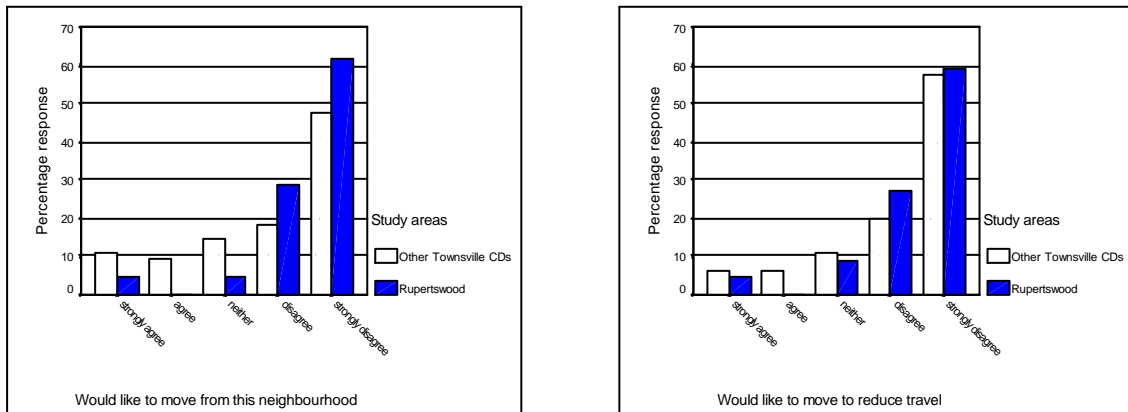 70
60
50
40
30
20
10
0
Percentage response
strongly agree
agree
neither
disagree
strongly disagree
Study areas
Other Townsville CDs
Rupertswood
Would like to move from this neighbourhood
70
60
50
40
30
20
10
0
Percentage response
strongly agree
agree
neither
disagree
strongly disagree
Study areas
Other Townsville CDs
Rupertswood
Would like to move to reduce travel